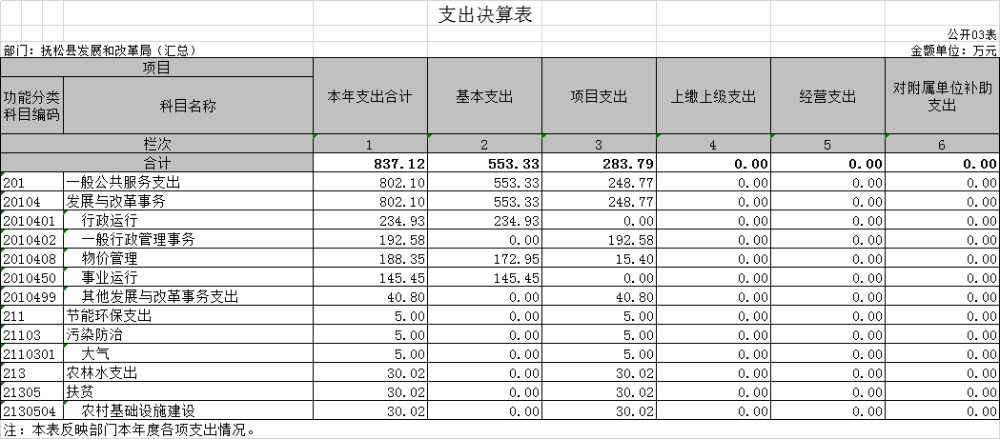 支出决算表
公开03表
部门：抚松县发展和改革局（汇总） 金额单位：万元
项目 本年支出合计 基本支出 项目支出 上缴上级支出 经营支出 对附属单位补助支出
功能分类科目编码 科目名称
栏次 1 2 3 4 5 6
合计 837.12 553.33 283.79 0.00 0.00 0.00
201 一般公共服务支出 802.10 553.33 248.77 0.00 0.00 0.00
20104 发展与改革事务 802.10 553.33 248.77 0.00 0.00 0.00
2010401 行政运行 234.93 234.93 0.00 0.00 0.00 0.00
2010402 一般行政管理事务 192.58 0.00 192.58 0.00 0.00 0.00
2010408 物价管理 188.35 172.95 15.40 0.00 0.00 0.00
2010450 事业运行 145.45 145.45 0.00 0.00 0.00 0.00
2010499 其他发展与改革事务支出 40.80 0.00 40.80 0.00 0.00 0.00
211 节能环保支出 5.00 0.00 5.00 0.00 0.00 0.00
21103 污染防治 5.00 0.00 5.00 0.00 0.00 0.00
2110301 大气 5.00 0.00 5.00 0.00 0.00 0.00
213 农林水支出 30.02 0.00 30.02 0.00 0.00 0.00
21305 扶贫 30.02 0.00 30.02 0.00 0.00 0.00
2130504 农村基础设施建设 30.02 0.00 30.02 0.00 0.00 0.00
注：本表反映部门本年度各项支出情况。